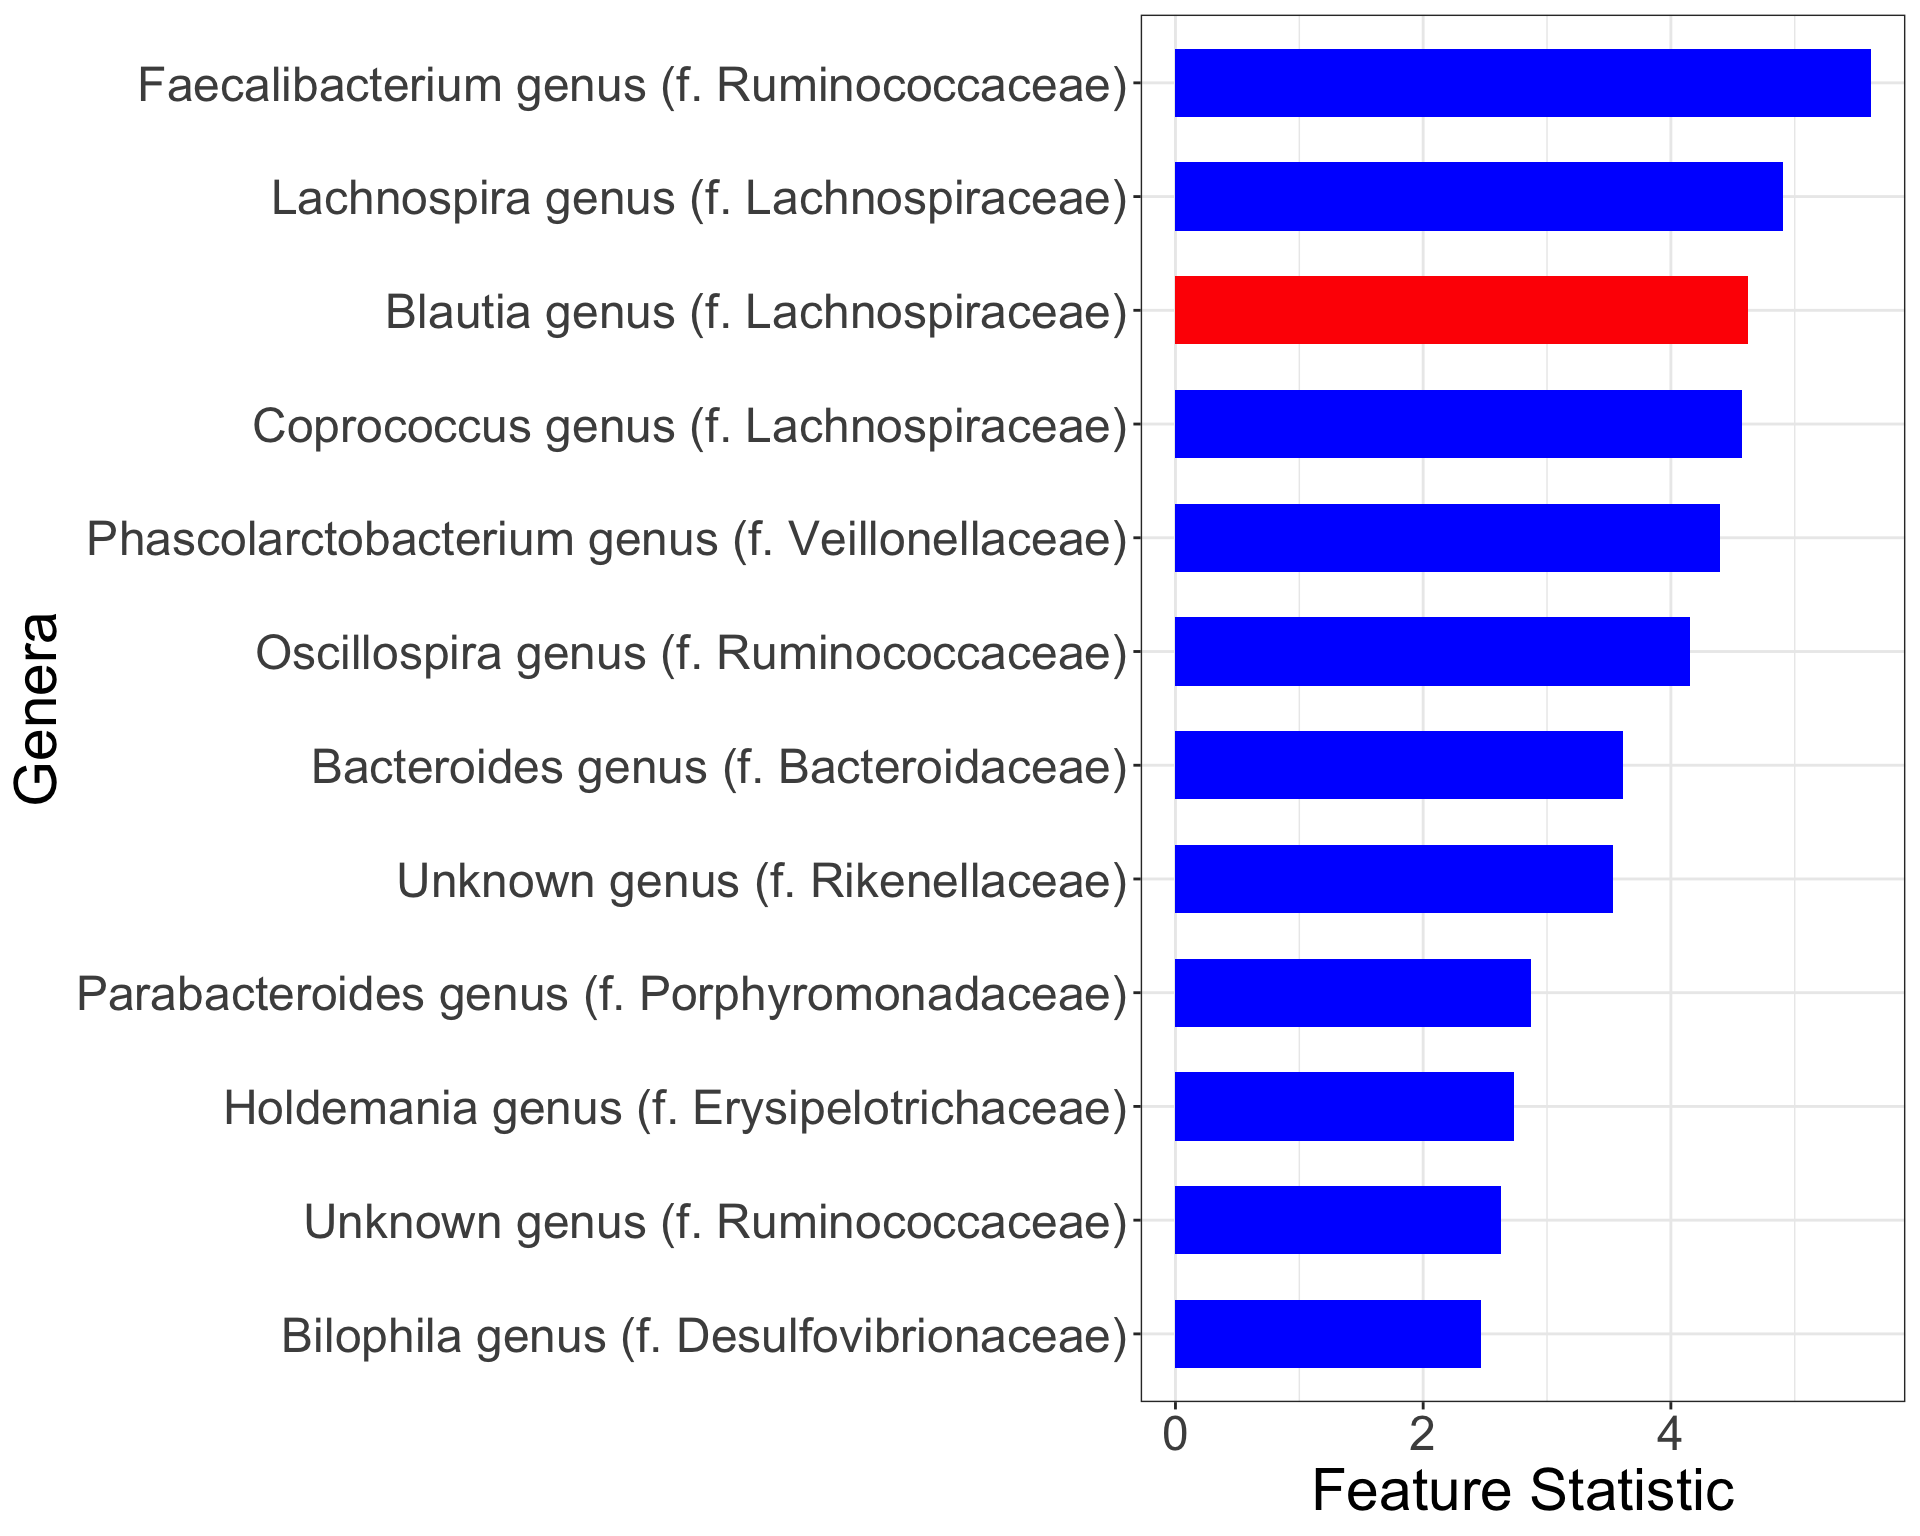 Faecalibacterium genus (f. Ruminococcaceae)
Lachnospira genus (f. Lachnospiraceae)
Blautia genus (f. Lachnospiraceae)
Coprococcus genus (f. Lachnospiraceae)
Phascolarctobacterium genus (f. Veillonellaceae)
Oscillospira genus (f. Ruminococcaceae)
Bacteroides genus (f. Bacteroidaceae)
Unknown genus (f. Rikenellaceae)
Parabacteroides genus (f. Porphyromonadaceae)
Holdemania genus (f. Erysipelotrichaceae)
Unknown genus (f. Ruminococcaceae)
Bilophila genus (f. Desulfovibrionaceae)
Genera
0 2 4
Feature Statistic